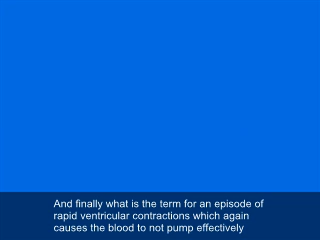 And finally what is the term for an episode of
rapid ventricular contractions which again
causes the blood to not pump effectively